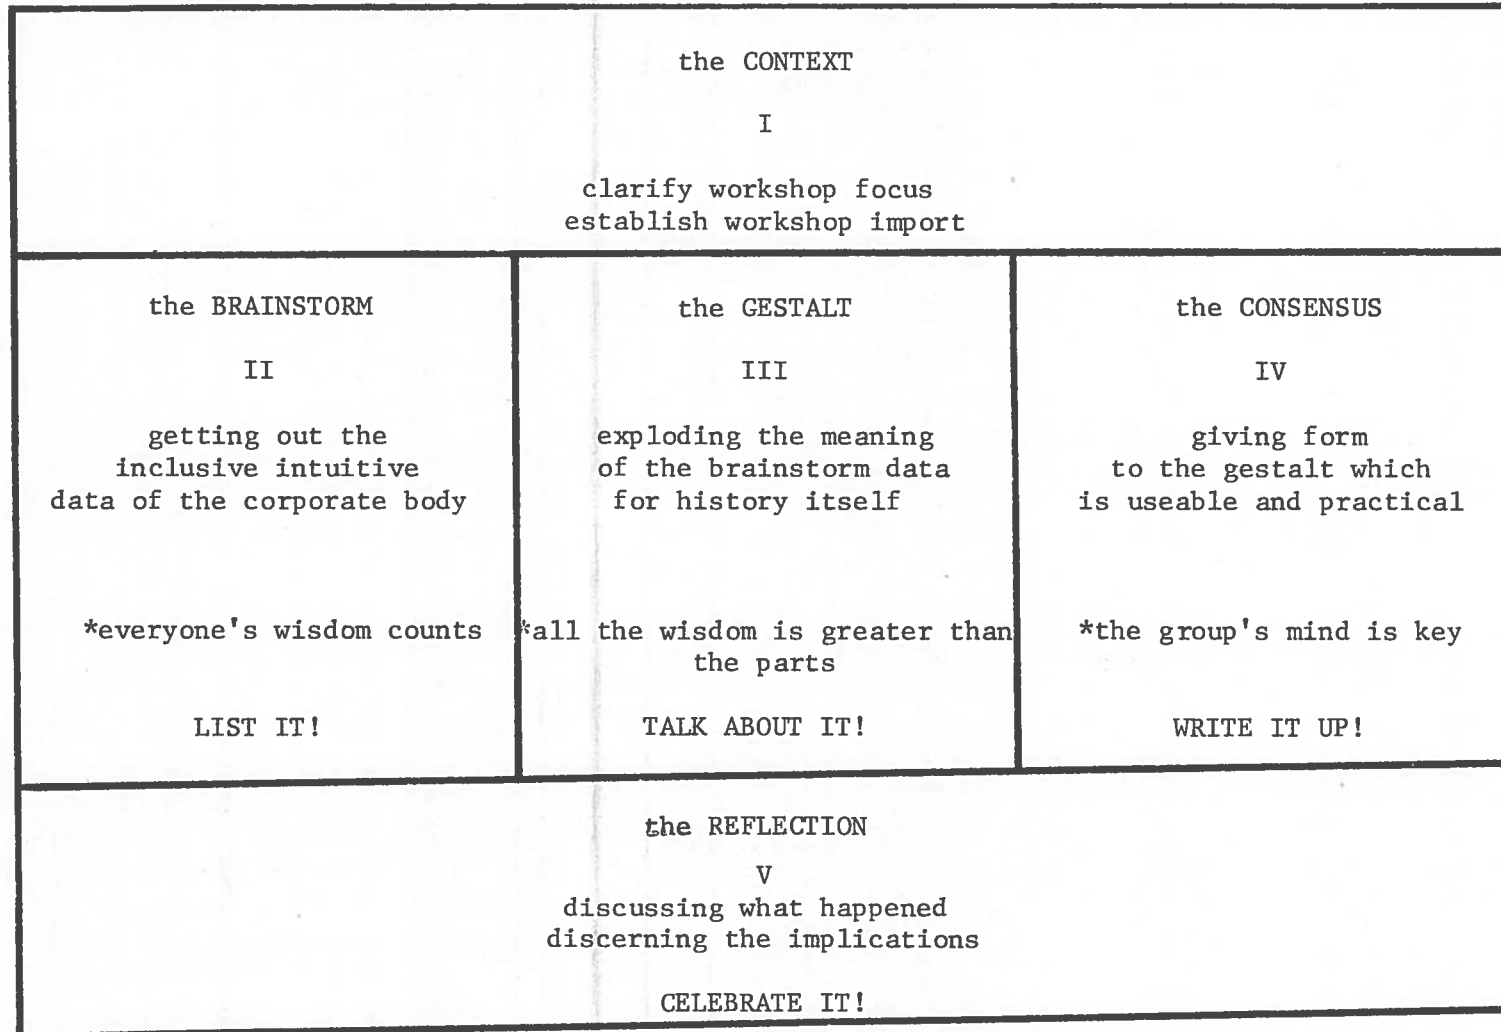 the CONTEXT
I
clarify workshop focus
establish workshop import
the BRAINSTORM
II
getting out the
inclusive intuitive
data of the corporate body
*everyone's wisdom counts
LIST IT!
the GESTALT
III
exploding the meaning
of the brainstorm data
for history itself
*all the wisdom is greater than
the parts
TALK ABOUT IT!
the CONSENSUS
IV
giving form
to the gestalt which
is useable and practical
*the group's mind is key
WRITE IT UP!
the REFLECTION
V
discussing what happened
discerning the implications
CELEBRATE IT!